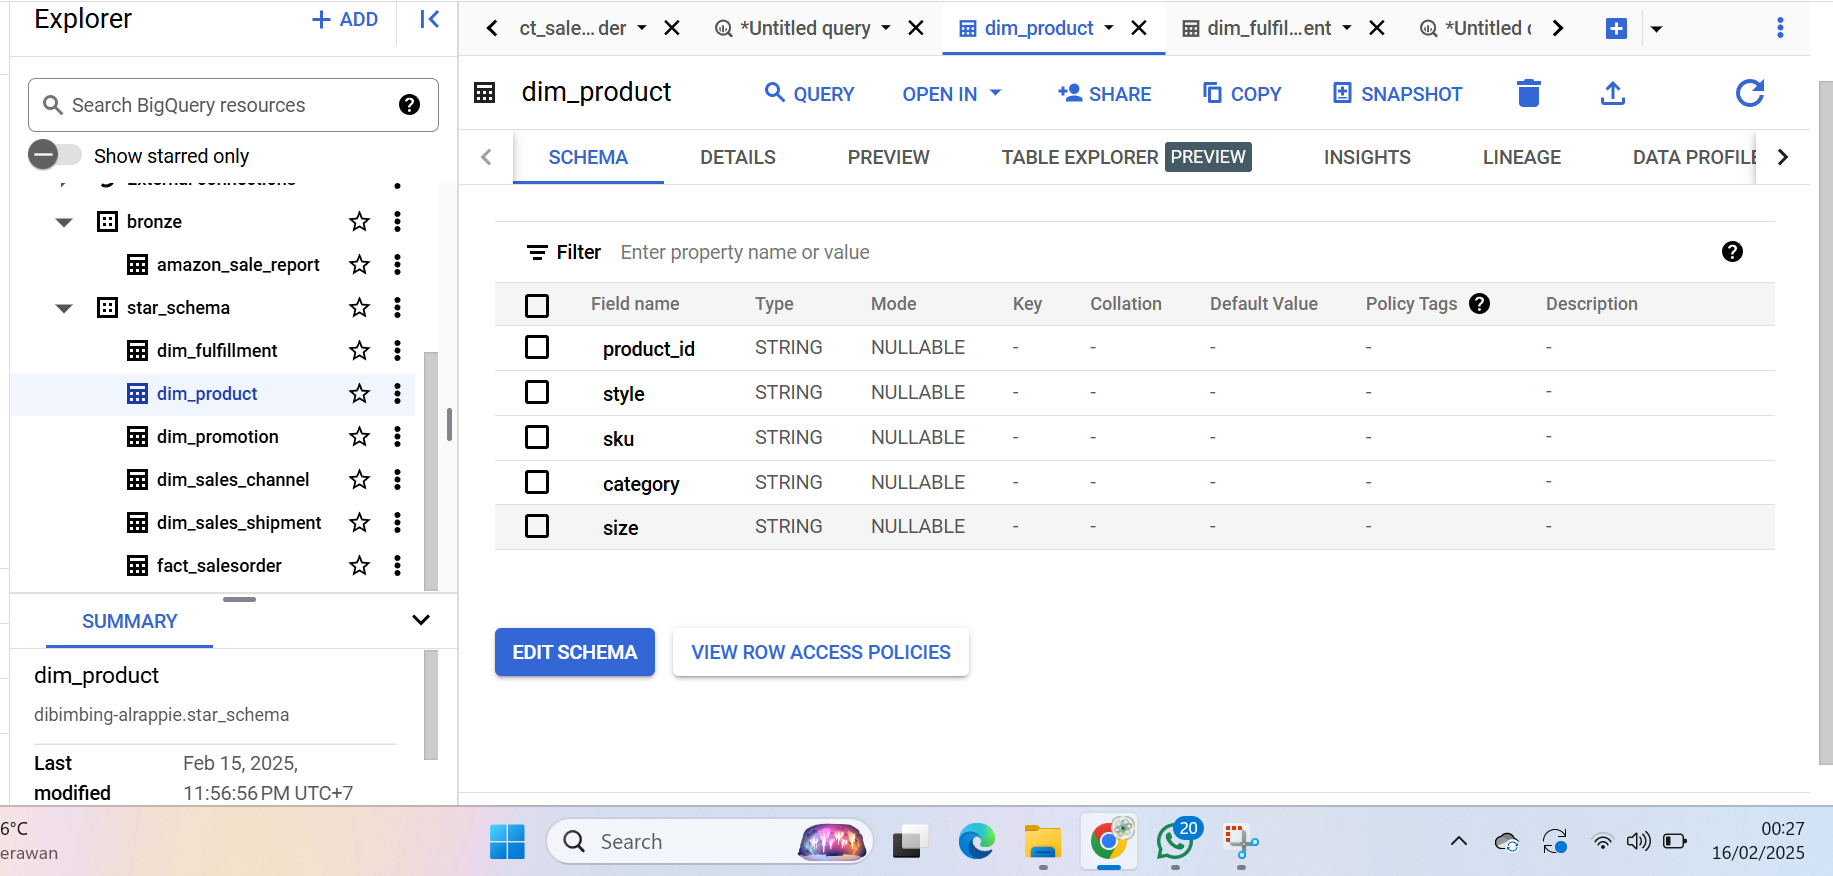 Explorer
+ ADD
ct_sale... der
*Untitled query
dim_product
dim_fulfil...ent
*Untitled
Search BigQuery resources
Show starred only
External connections
bronze
amazon_sale_report
star_schema
dim_fulfillment
dim_product
dim_promotion
dim_sales_channel
dim_sales_shipment
fact_salesorder
SUMMARY
dim_product
dibimbing-alrappie.star_schema
Last modified
Feb 15, 2025, 11:56:56 PM UTC+7
dim_product
QUERY
OPEN IN
SHARE
COPY
SNAPSHOT
SCHEMA
DETAILS
PREVIEW
TABLE EXPLORER PREVIEW
INSIGHTS
LINEAGE
DATA PROFILE
Filter Enter property name or value
Field name Type Mode Key Collation Default Value Policy Tags Description
product_id STRING NULLABLE - - - - -
style STRING NULLABLE - - - - -
sku STRING NULLABLE - - - - -
category STRING NULLABLE - - - - -
size STRING NULLABLE - - - - -
EDIT SCHEMA
VIEW ROW ACCESS POLICIES
6°C
erawan
Search
20
00:27
16/02/2025